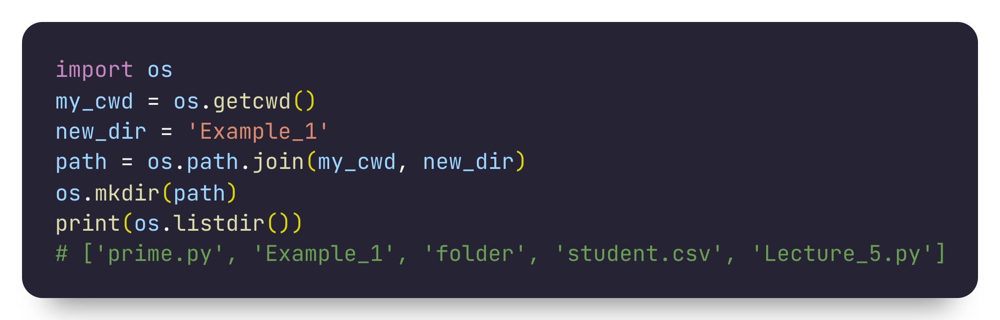 import os
my_cwd = os.getcwd()
new_dir = 'Example_1'
path = os.path.join(my_cwd, new_dir)
os.mkdir(path)
print(os.listdir())
# ['prime.py', 'Example_1', 'folder', 'student.csv', 'Lecture_5.py']